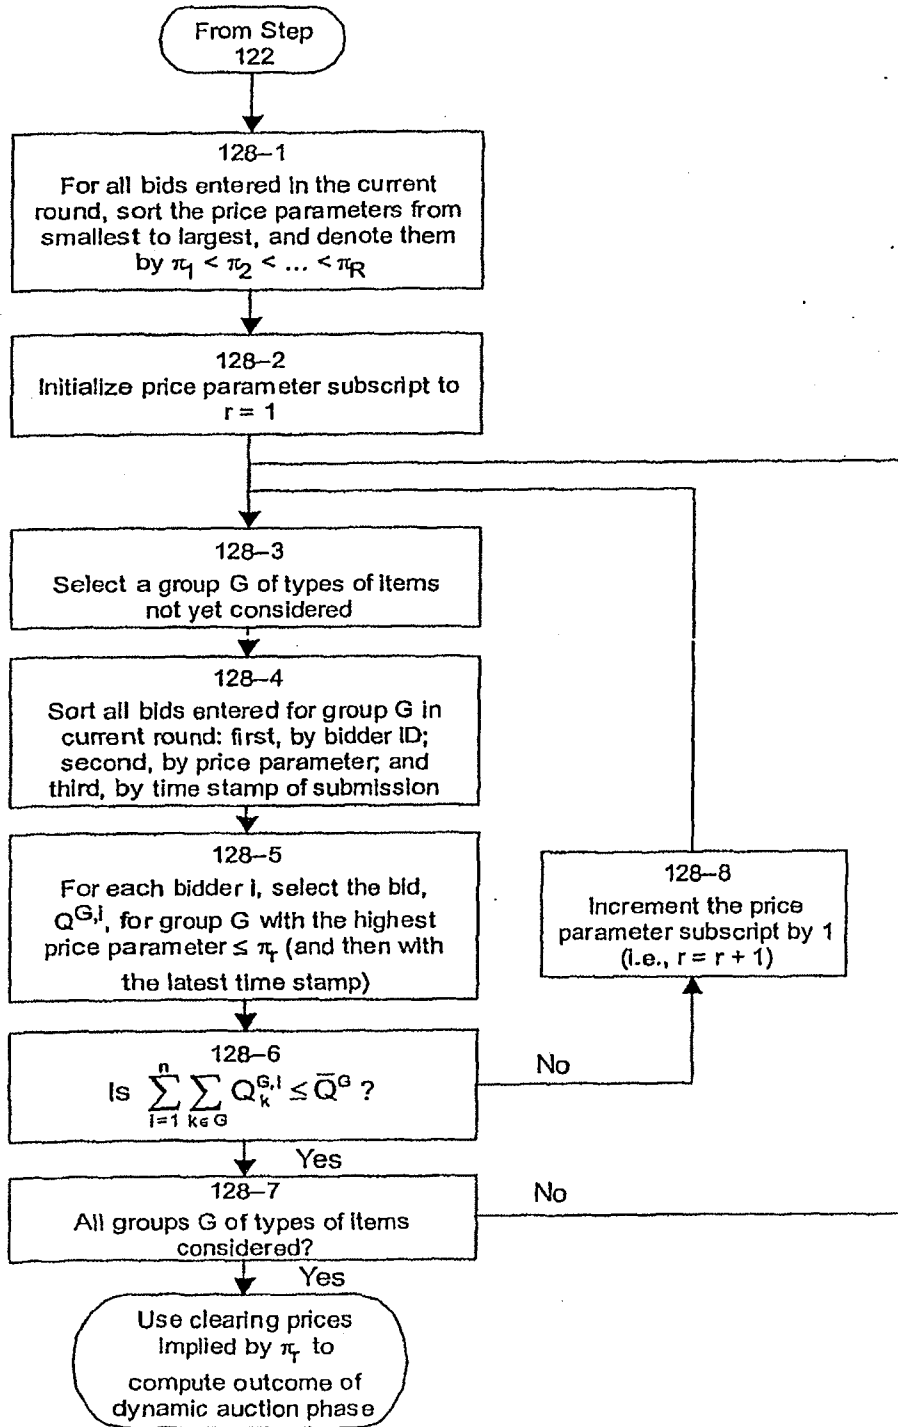 From Step
122
128–1
For all bids entered in the current
round, sort the price parameters from
smallest to largest, and denote them
by π1 < π2 < ... < πR
128–2
Initialize price parameter subscript to
r = 1
128–3
Select a group G of types of items
not yet considered
128–4
Sort all bids entered for group G in
current round: first, by bidder ID;
second, by price parameter; and
third, by time stamp of submission
128–5
For each bidder i, select the bid,
Q^{G,i}, for group G with the highest
price parameter ≤ πr (and then with
the latest time stamp)
128–8
Increment the price
parameter subscript by 1
(i.e., r = r + 1)
128–6
Is \sum_{i=1}^{n} \sum_{k∈G} Q_k^{G,i} ≤ \bar{Q}^G ?
No
Yes
128–7
All groups G of types of items
considered?
No
Yes
Use clearing prices
implied by πr to
compute outcome of
dynamic auction phase